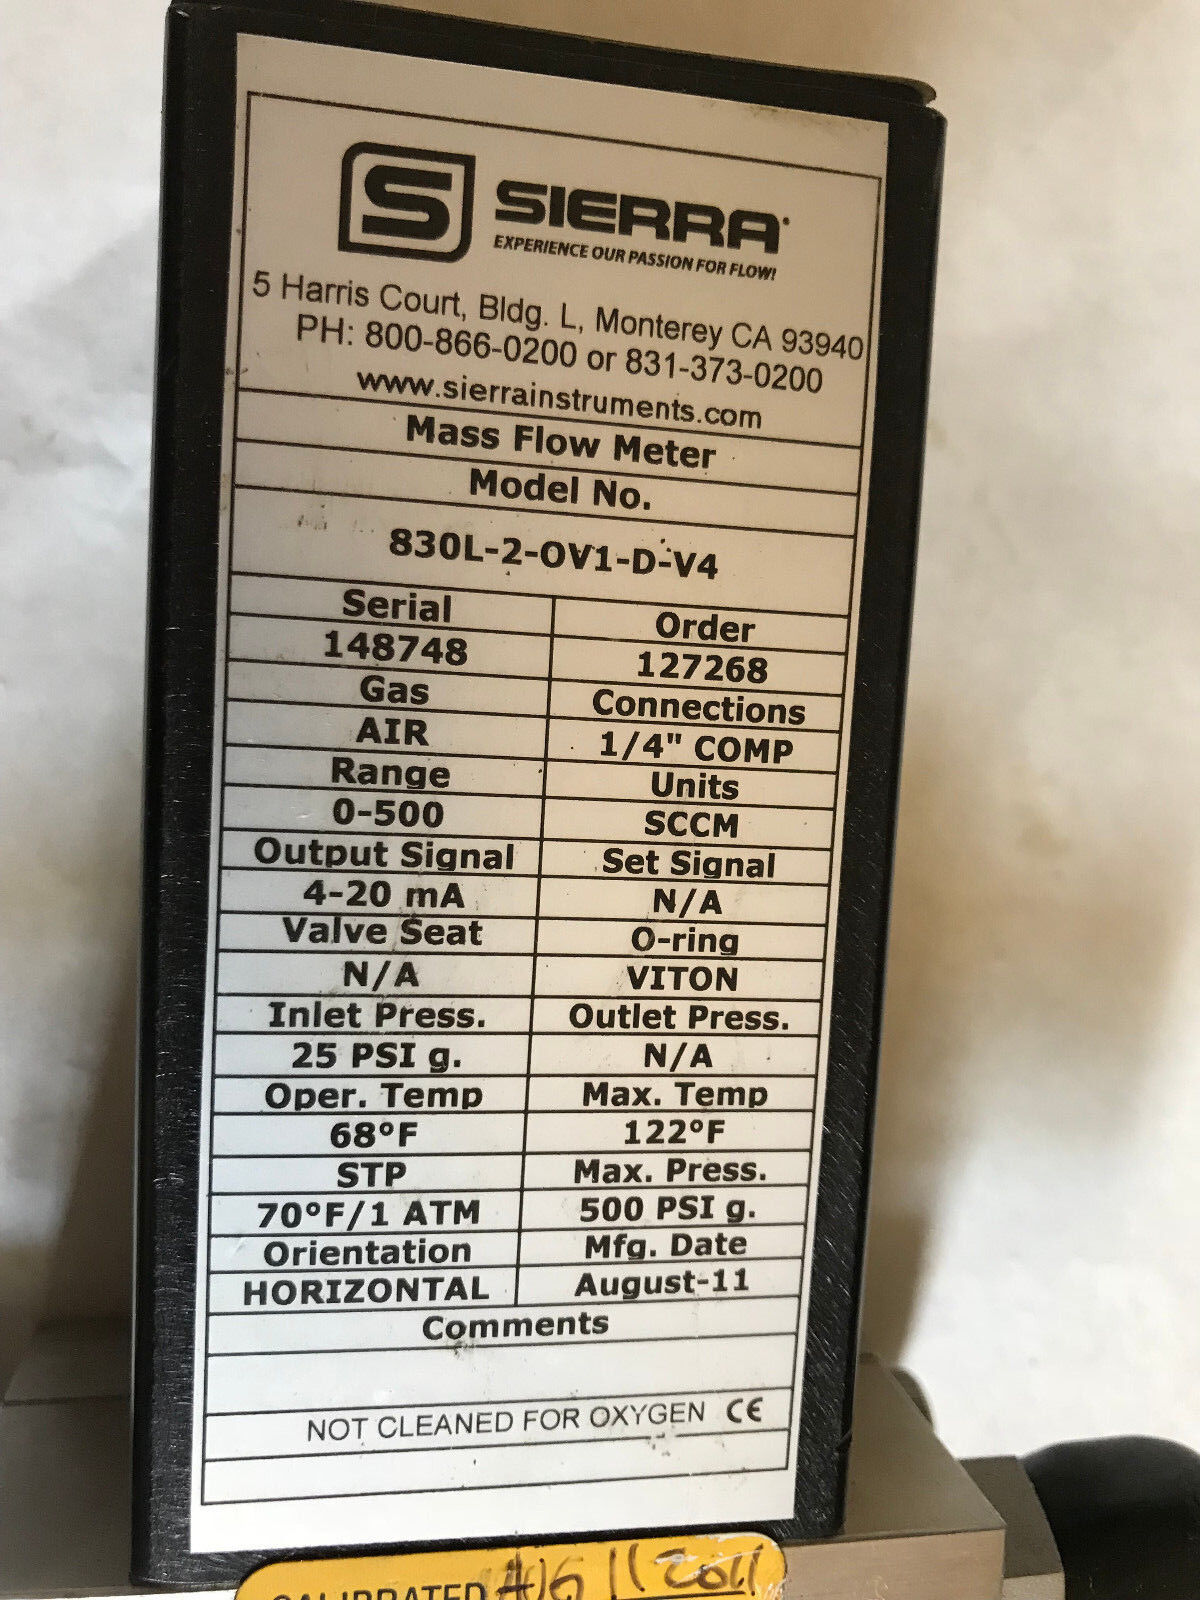 S SIERRA
EXPERIENCE OUR PASSION FOR FLOW!
5 Harris Court, Bldg. L, Monterey CA 93940
PH: 800-866-0200 or 831-373-0200
www.sierrainstruments.com
Mass Flow Meter
Model No.
830L-2-OV1-D-V4
Serial Order
148748 127268
Gas Connections
AIR 1/4" COMP
Range Units
0-500 SCCM
Output Signal Set Signal
4-20 mA N/A
Valve Seat O-ring
N/A VITON
Inlet Press. Outlet Press.
25 PSI g. N/A
Oper. Temp Max. Temp
68°F 122°F
STP Max. Press.
70°F/1 ATM 500 PSI g.
Orientation Mfg. Date
HORIZONTAL August-11
Comments
NOT CLEANED FOR OXYGEN CE
CALIBRATED AUG 11 2011